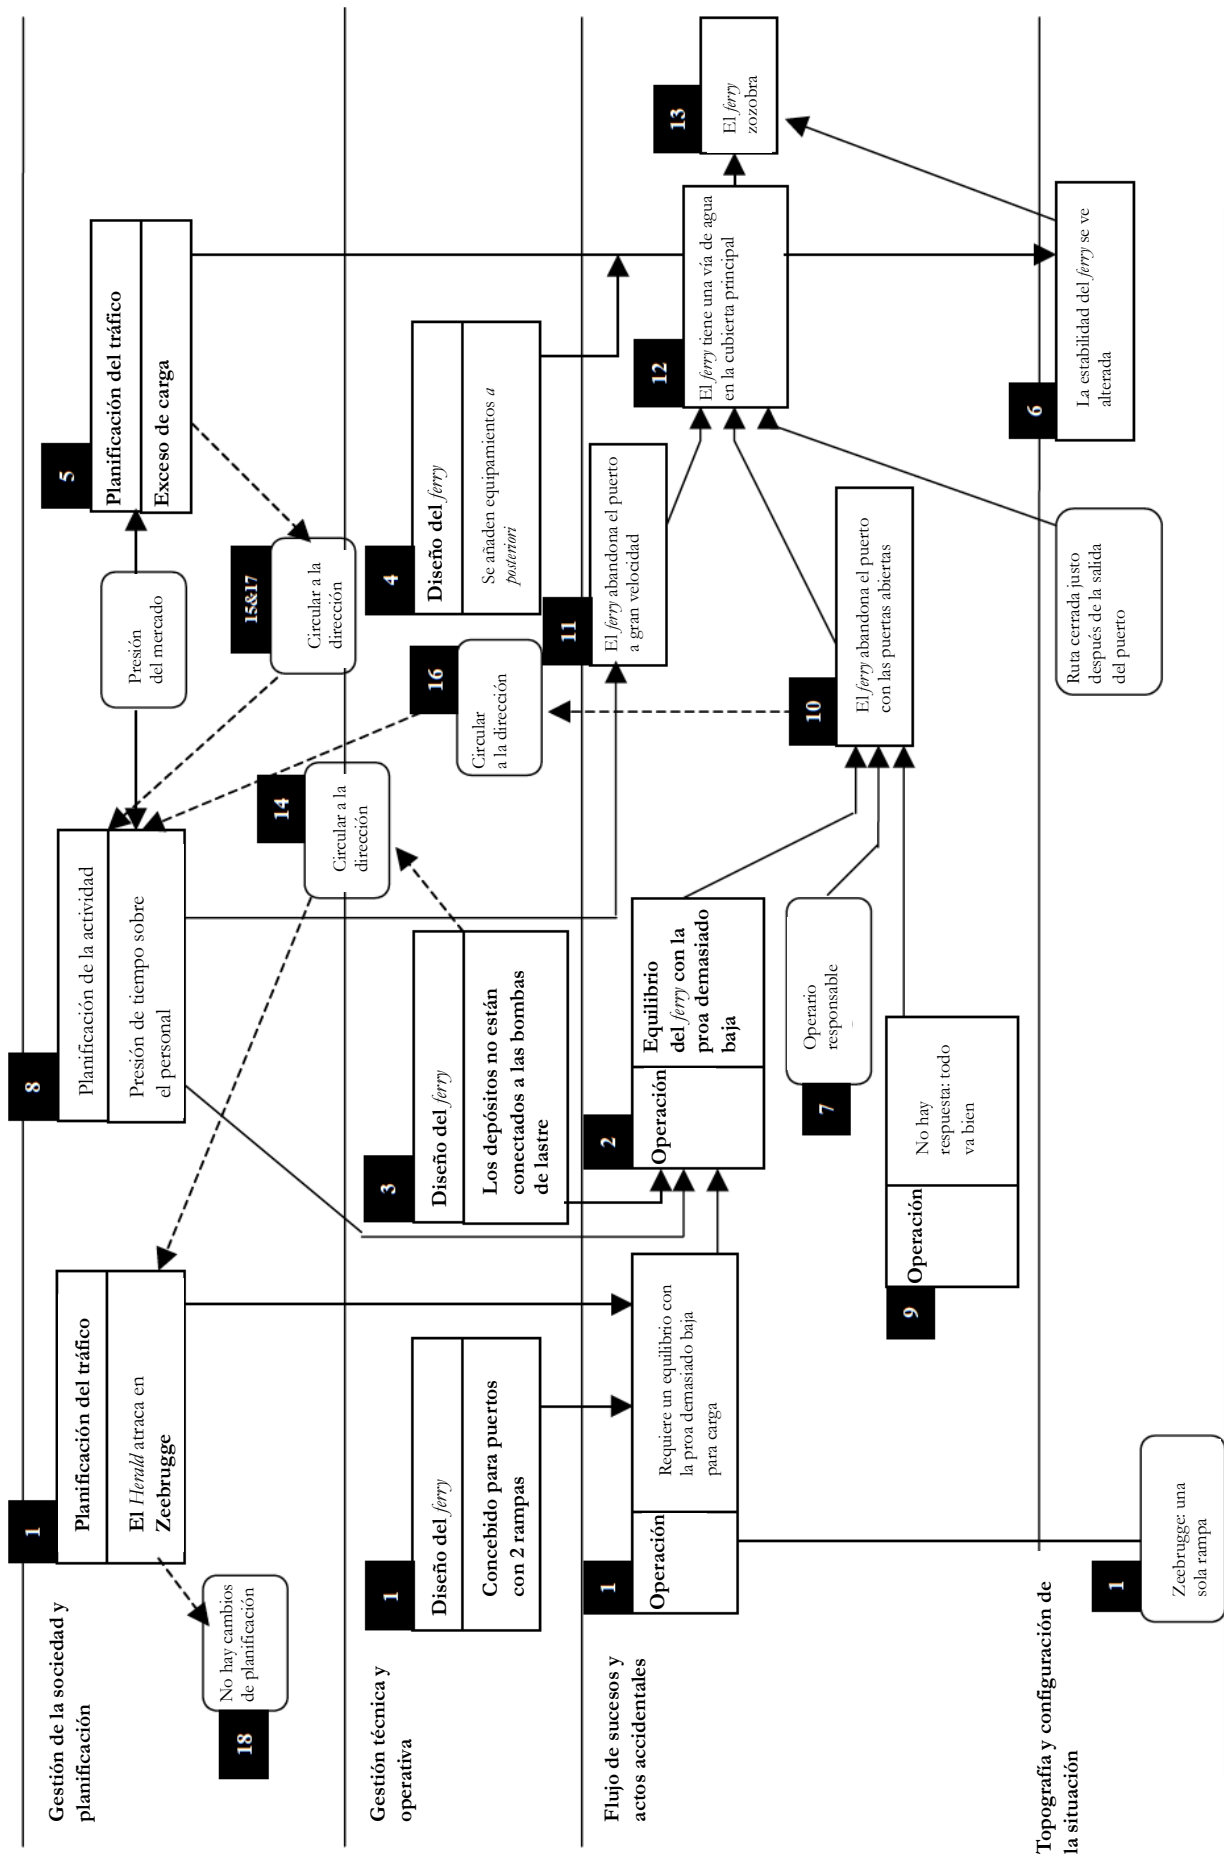 Gestión de la sociedad y
planificación
1
Planificación del tráfico
El Herald atraca en
Zeebrugge
18
No hay cambios
de planificación
8
Planificación de la actividad
Presión de tiempo sobre
el personal
Presión
del mercado
5
Planificación del tráfico
Exceso de carga
14
Circular a la
dirección
15&17
Circular a la
dirección
Gestión técnica y
operativa
1
Diseño del ferry
Concebido para puertos
con 2 rampas
3
Diseño del ferry
Los depósitos no están
conectados a las bombas
de lastre
16
Circular
a la dirección
4
Diseño del ferry
Se añaden equipamientos a
posteriori
Flujo de sucesos y
actos accidentales
1
Operación
Requiere un equilibrio con
la proa demasiado baja
para carga
2
Operación
Equilibrio
del ferry con la
proa demasiado
baja
7
Operario
responsable
9
Operación
No hay
respuesta: todo
va bien
10
El ferry abandona el puerto
con las puertas abiertas
11
El ferry abandona el puerto
a gran velocidad
12
El ferry tiene una vía de agua
en la cubierta principal
13
El ferry
zozobra
Topografía y configuración de
la situación
1
Zeebrugge: una
sola rampa
Ruta cerrada justo
después de la salida
del puerto
6
La estabilidad del ferry se ve
alterada